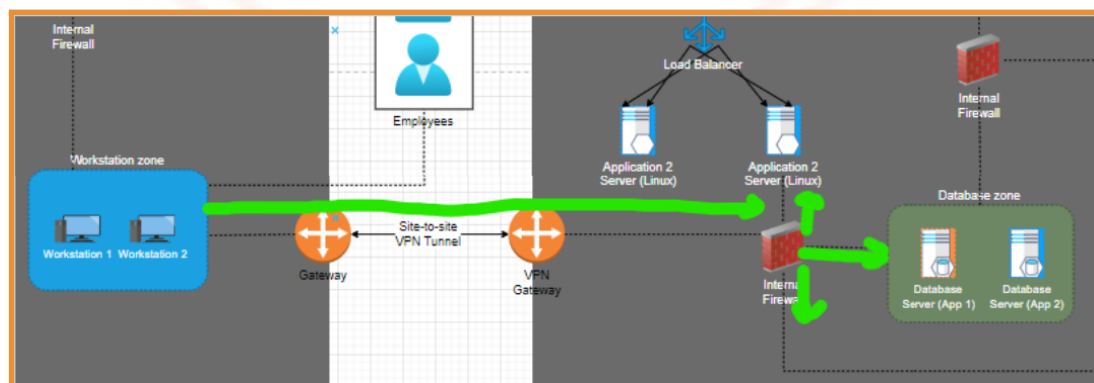 Internal
Firewall
Load Balancer
Internal
Firewall
Employees
Application 2
Server (Linux)
Application 2
Server (Linux)
Workstation zone
Workstation 1
Workstation 2
Database zone
Site-to-site
VPN Tunnel
Gateway
VPN
Gateway
Internal
Firewall
Database
Server (App 1)
Database
Server (App 2)